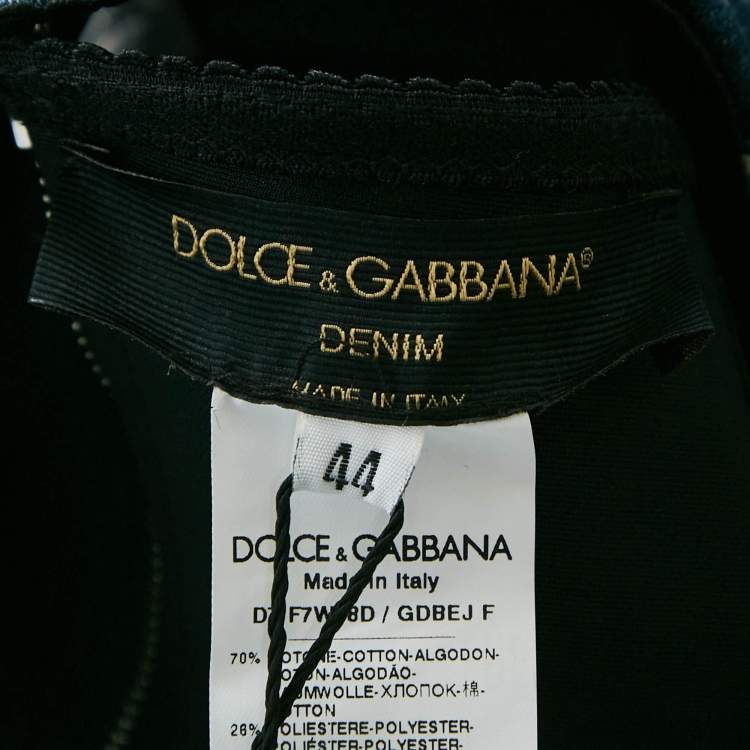 DOLCE & GABBANA®
DENIM
MADE IN ITALY
44
DOLCE & GABBANA
Made in Italy
/ GDBEJ F
70%
COTTON-ALGODON-
ALGODÃO-
ХЛОПОК-棉-
26%
POLYESTER-
POLYESTER-